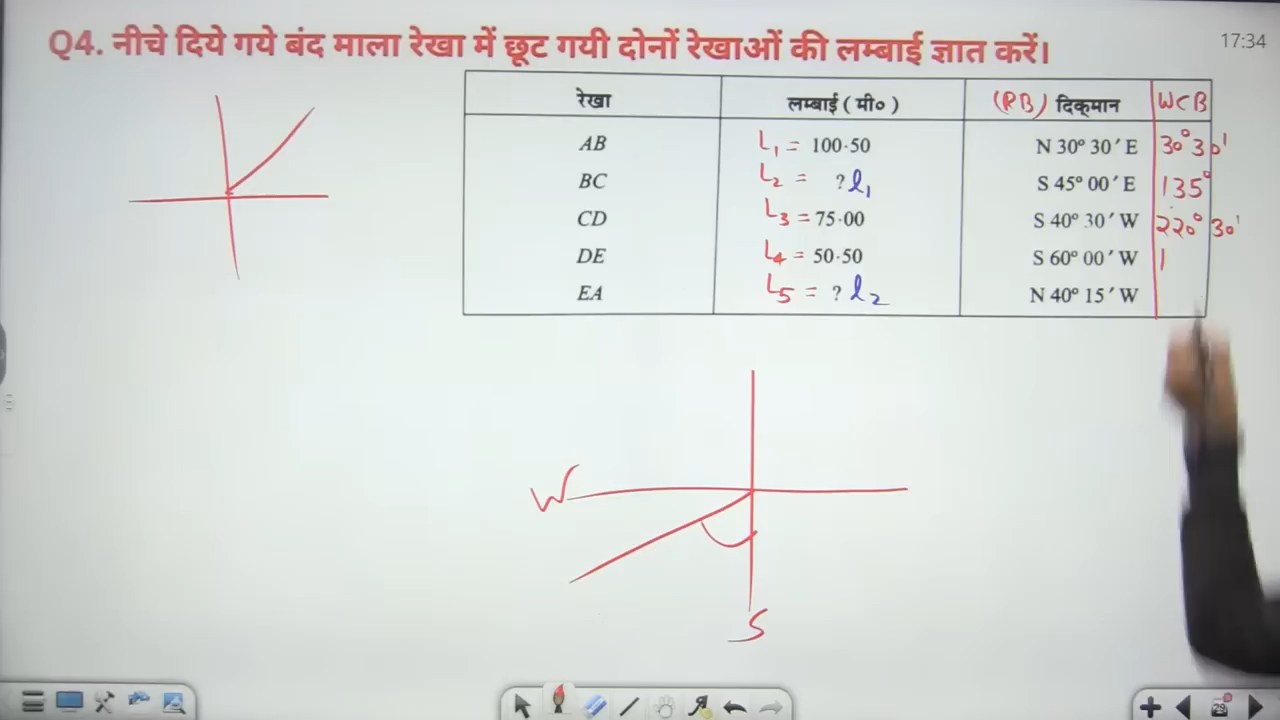 Q4. नीचे दिये गये बंद माला रेखा में छूट गयी दोनों रेखाओं की लम्बाई ज्ञात करें।
17:34
रेखा लम्बाई (मी०) (RB) दिक्मान WCB
AB L₁ = 100·50 N 30° 30′ E 30°30'
BC L₂ = ? l₁ S 45° 00′ E 135°
CD L₃ = 75·00 S 40° 30′ W 220° 30'
DE L₄ = 50·50 S 60° 00′ W 1
EA L₅ = ? l₂ N 40° 15′ W
W
S
29